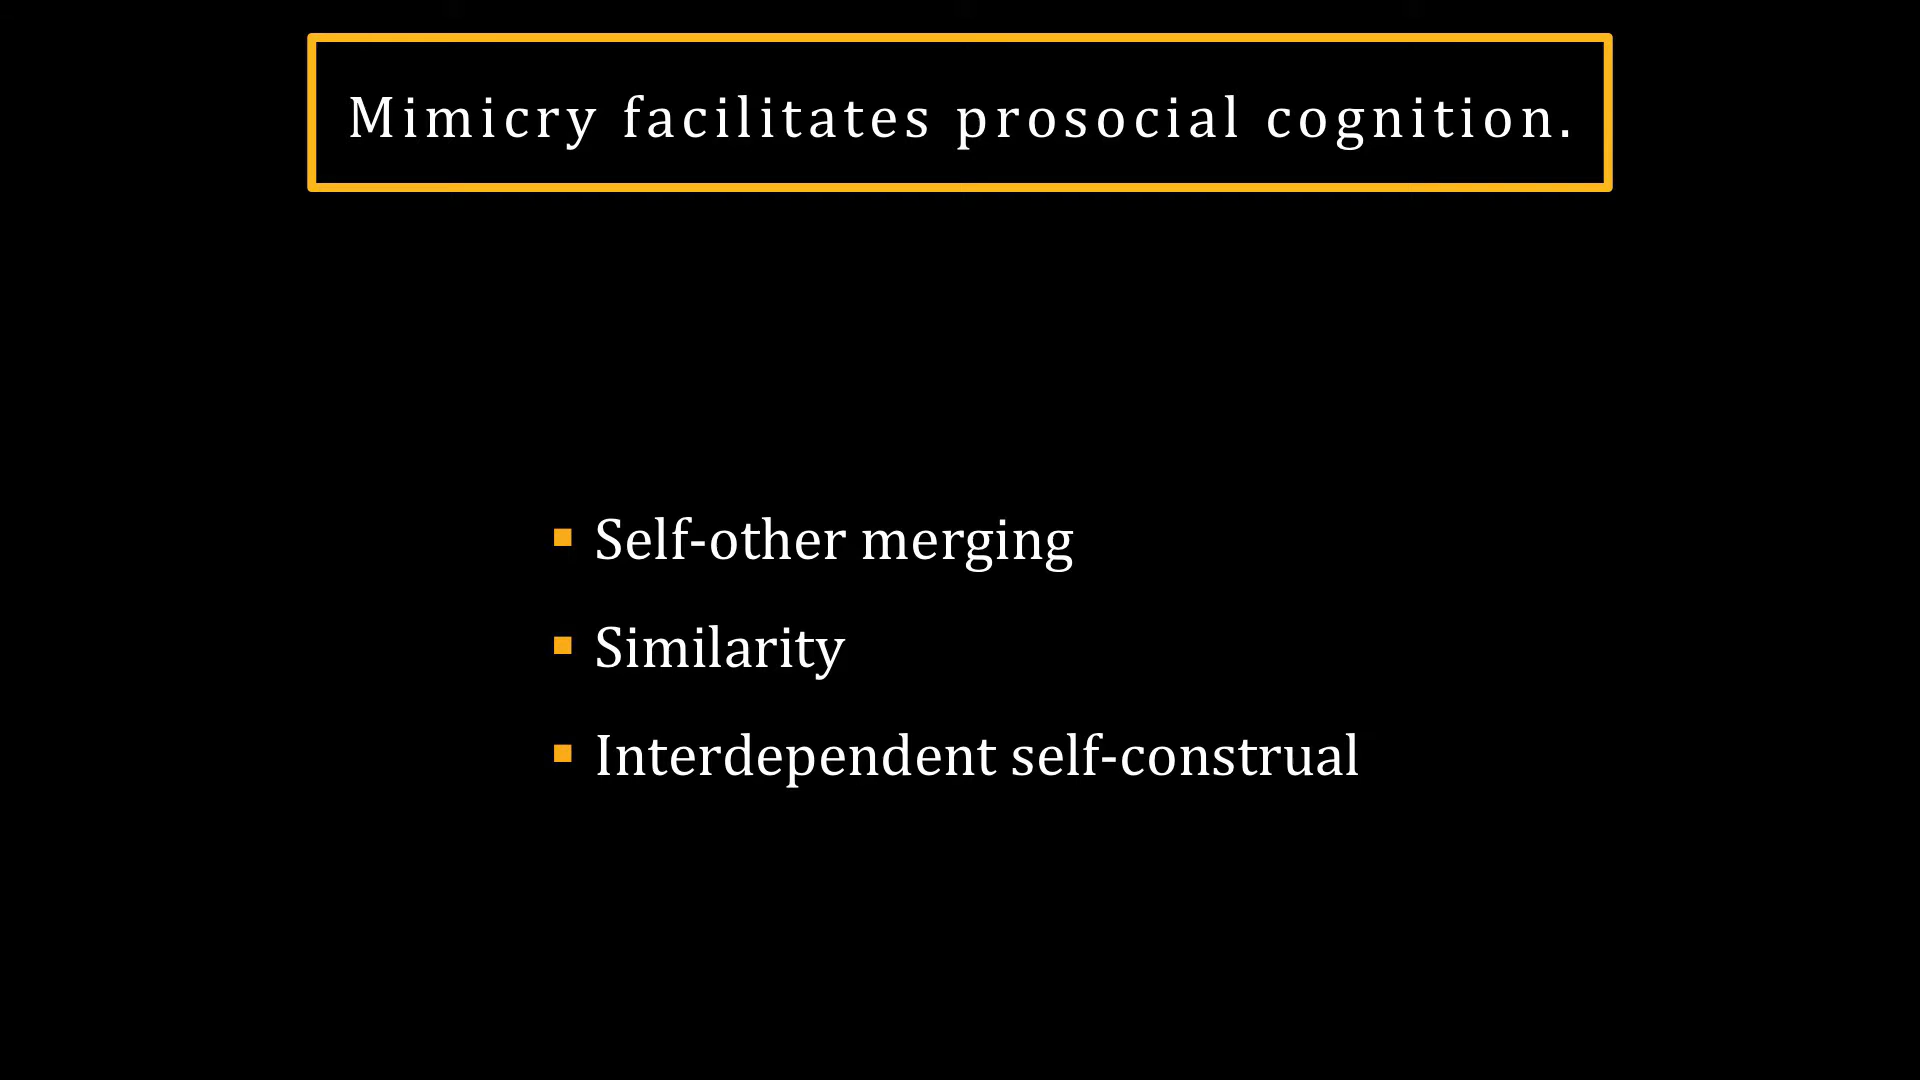 Mimicry facilitates prosocial cognition.
▪ Self-other merging
▪ Similarity
▪ Interdependent self-construal